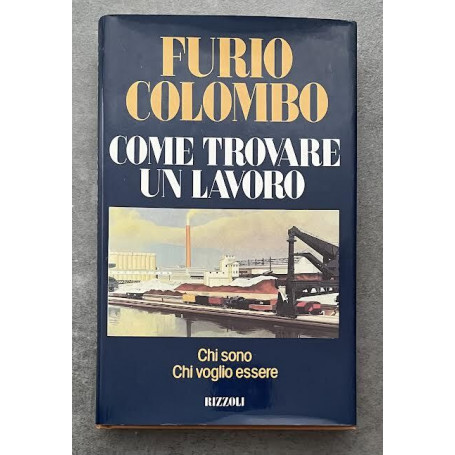 FURIO
COLOMBO
COME TROVARE
UN LAVORO
Chi sono
Chi voglio essere
RIZZOLI